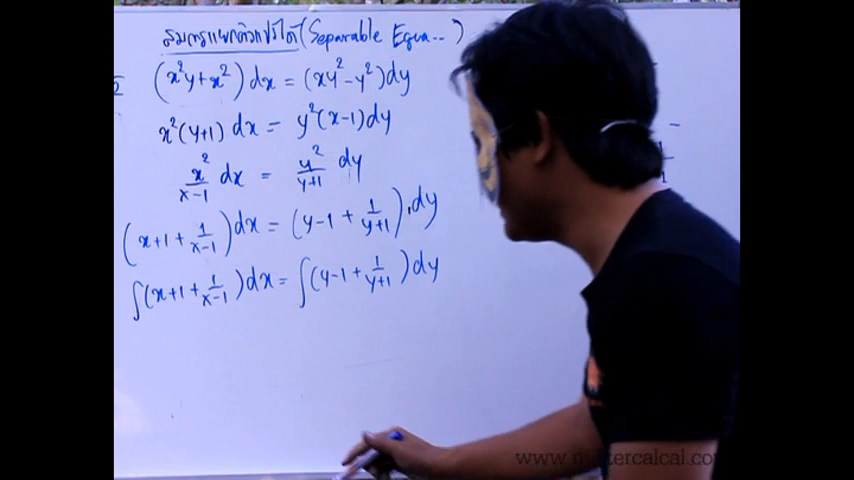 สมการแยกตัวแปรได้ (Separable Equa...)
(x²y+x²) dx = (xy²-y²)dy
x²(y+1) dx = y²(x-1)dy
x²/x-1 dx = y²/y+1 dy
(x+1+1/x-1)dx = (y-1+1/y+1).dy
∫(x+1+1/x-1)dx = ∫(y-1+1/y+1)dy